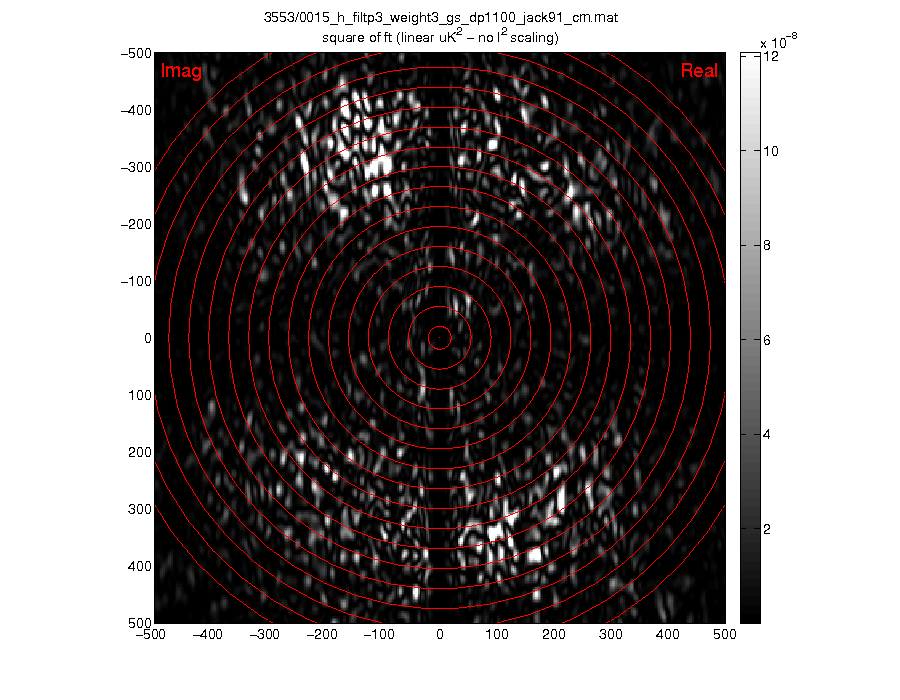 3553/0015_h_filtp3_weight3_gs_dp1100_jack91_cm.mat
square of ft (linear uK² – no l² scaling)
x 10⁻⁸
Imag
Real
−500
−400
−300
−200
−100
0
100
200
300
400
500
12
10
8
6
4
2
−500 −400 −300 −200 −100 0 100 200 300 400 500